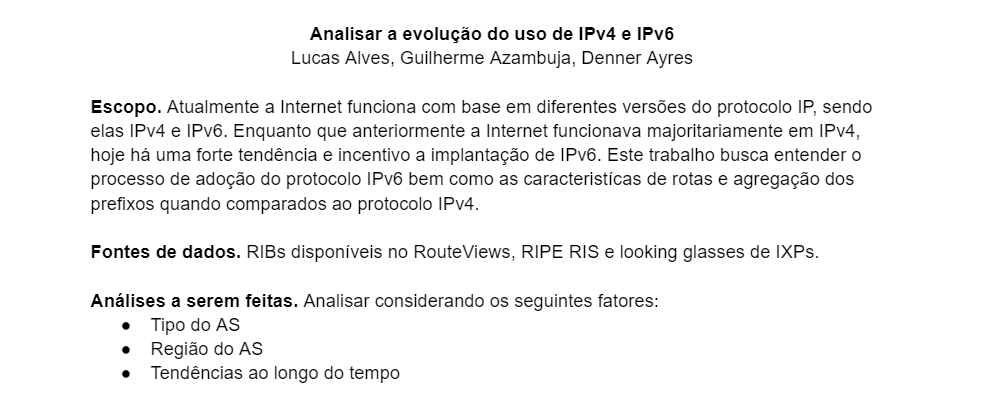 Analisar a evolução do uso de IPv4 e IPv6
Lucas Alves, Guilherme Azambuja, Denner Ayres
Escopo. Atualmente a Internet funciona com base em diferentes versões do protocolo IP, sendo
elas IPv4 e IPv6. Enquanto que anteriormente a Internet funcionava majoritariamente em IPv4,
hoje há uma forte tendência e incentivo a implantação de IPv6. Este trabalho busca entender o
processo de adoção do protocolo IPv6 bem como as caracteristícas de rotas e agregação dos
prefixos quando comparados ao protocolo IPv4.
Fontes de dados. RIBs disponíveis no RouteViews, RIPE RIS e looking glasses de IXPs.
Análises a serem feitas. Analisar considerando os seguintes fatores:
● Tipo do AS
● Região do AS
● Tendências ao longo do tempo